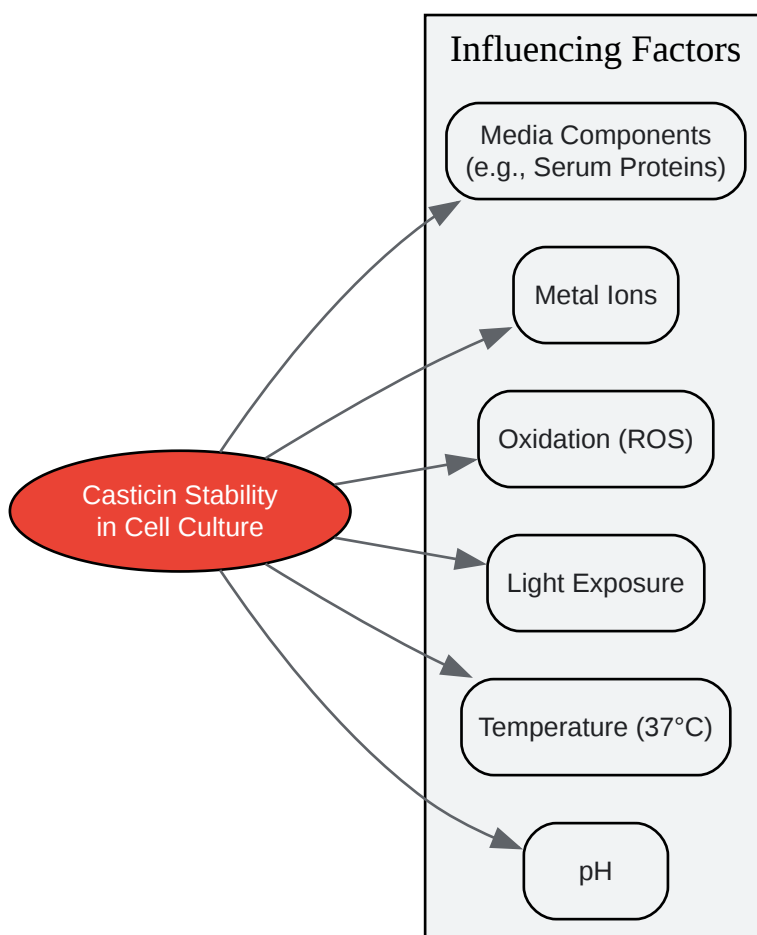 Influencing Factors
Media Components
(e.g., Serum Proteins)
Metal Ions
Oxidation (ROS)
Casticin Stability
in Cell Culture
Light Exposure
Temperature (37°C)
pH